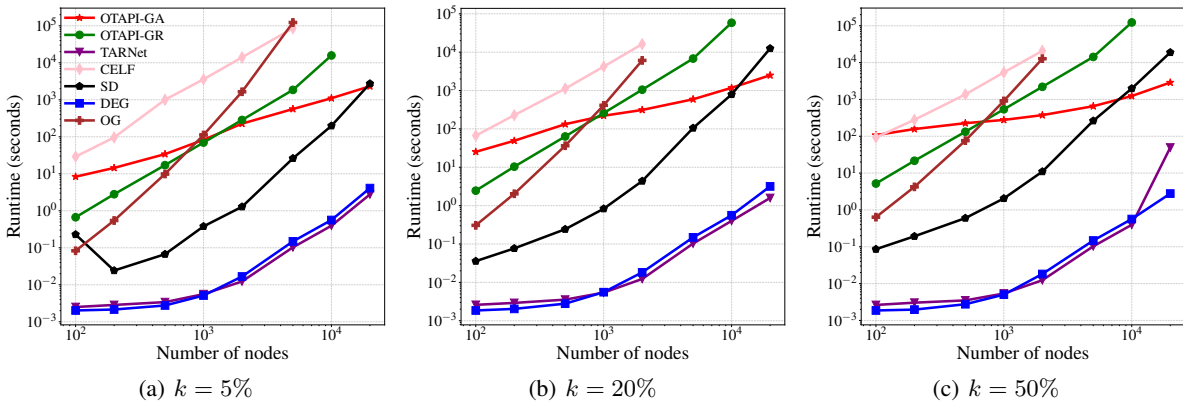 OTAPI-GA
OTAPI-GR
TARNet
CELF
SD
DEG
OG
Runtime (seconds)
10^5
10^4
10^3
10^2
10^1
10^0
10^-1
10^-2
10^-3
10^2 10^3 10^4
Number of nodes
(a) k = 5%
Runtime (seconds)
10^5
10^4
10^3
10^2
10^1
10^0
10^-1
10^-2
10^-3
10^2 10^3 10^4
Number of nodes
(b) k = 20%
Runtime (seconds)
10^5
10^4
10^3
10^2
10^1
10^0
10^-1
10^-2
10^-3
10^2 10^3 10^4
Number of nodes
(c) k = 50%